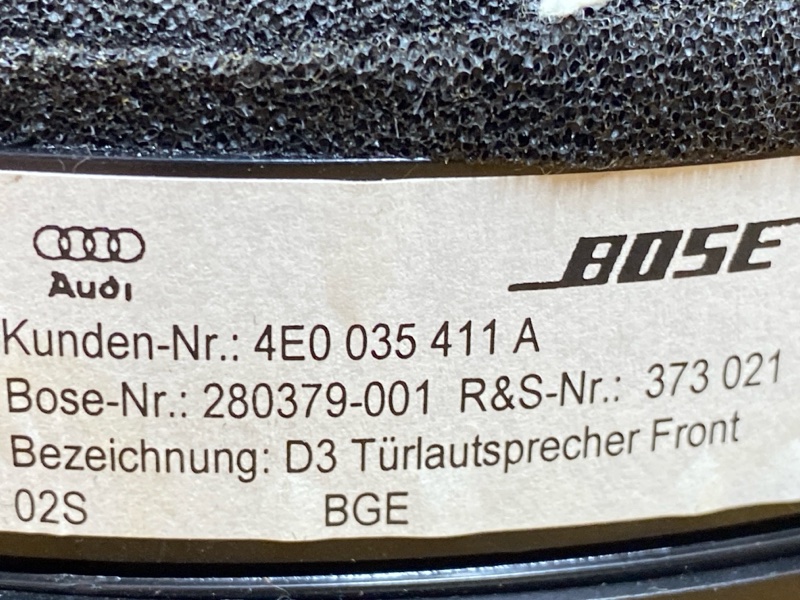 Audi
BOSE
Kunden-Nr.: 4E0 035 411 A
Bose-Nr.: 280379-001 R&S-Nr.: 373 021
Bezeichnung: D3 Türlautsprecher Front
02S BGE